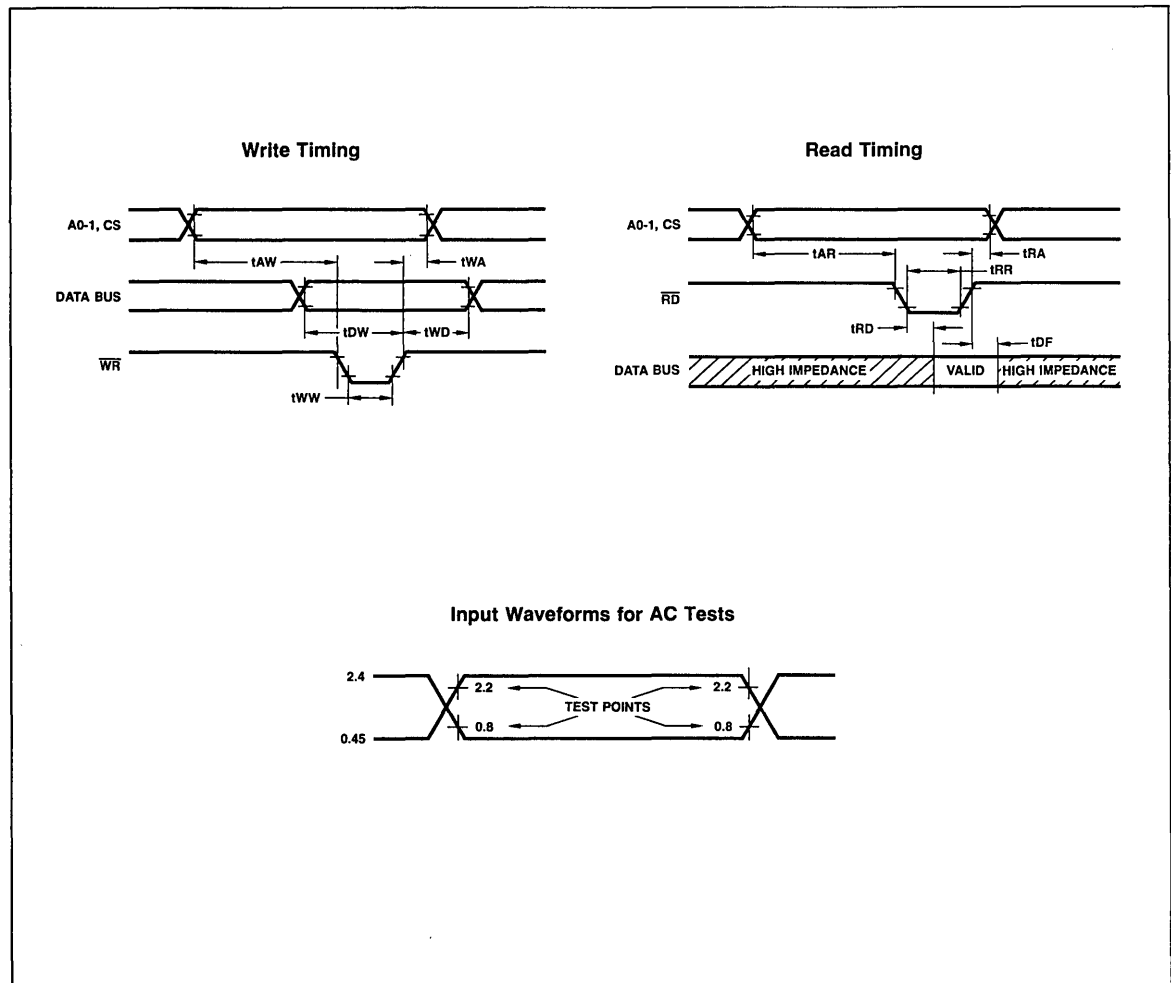 Write Timing
A0-1, CS
tAW
tWA
DATA BUS
tDW
tWD
WR
tWW
Read Timing
A0-1, CS
tAR
tRR
tRA
RD
tRD
tDF
DATA BUS
HIGH IMPEDANCE
VALID
HIGH IMPEDANCE
Input Waveforms for AC Tests
2.4
2.2
2.2
TEST POINTS
0.8
0.8
0.45